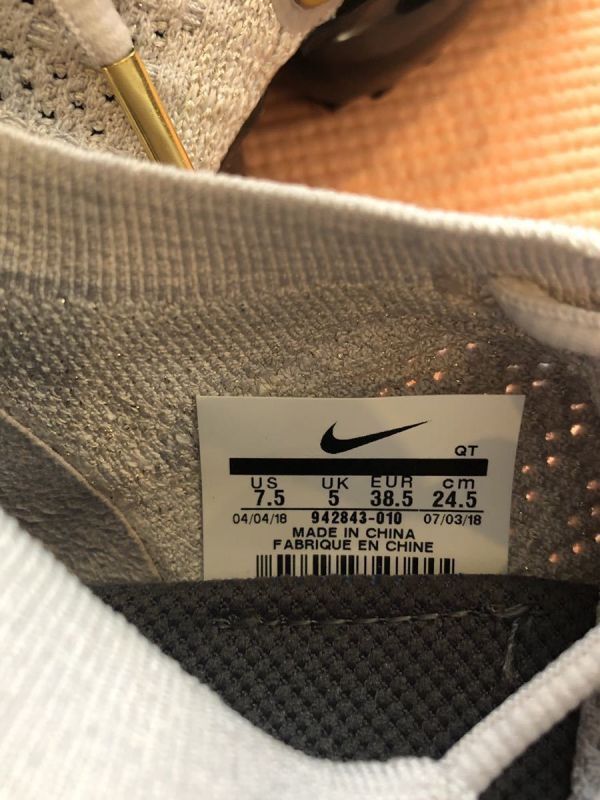 QT
US UK EUR cm
7.5 5 38.5 24.5
04/04/18 942843-010 07/03/18
MADE IN CHINA
FABRIQUE EN CHINE